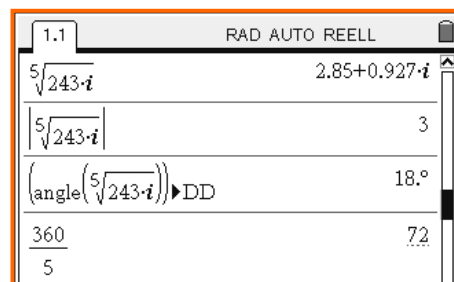 1.1 RAD AUTO REELL
⁵√(243·i) 2.85+0.927·i
|⁵√(243·i)| 3
(angle(⁵√(243·i)))▶DD 18.°
360/5 72